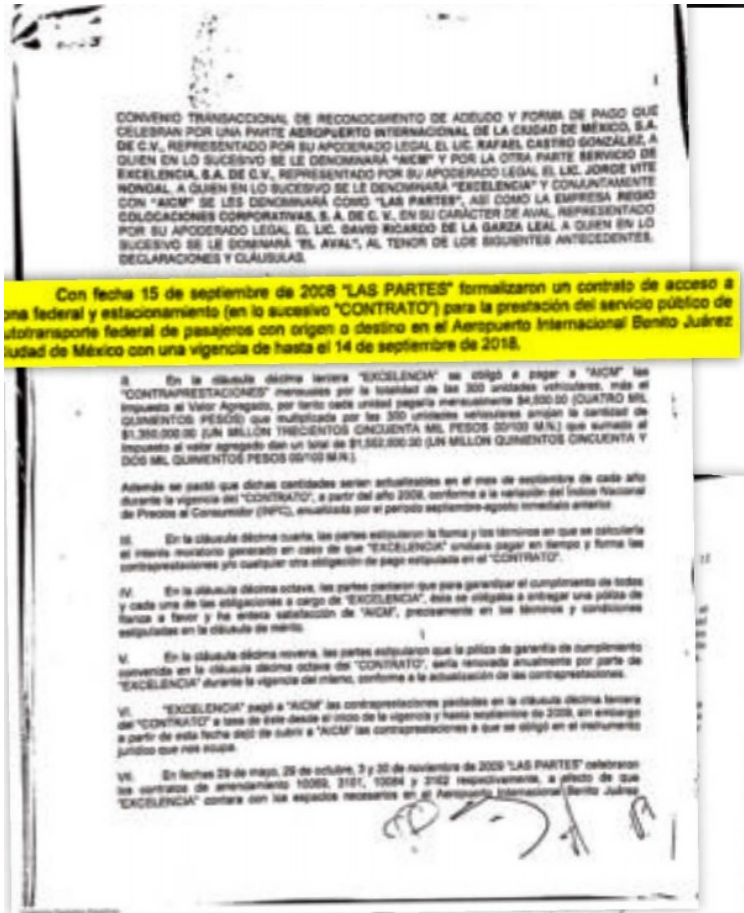 CONVENIO TRANSACCIONAL DE RECONOCIMIENTO DE ADEUDO Y FORMA DE PAGO QUE
CELEBRAN POR UNA PARTE AEROPUERTO INTERNACIONAL DE LA CIUDAD DE MÉXICO, S.A.
DE C.V., REPRESENTADO POR SU APODERADO LEGAL EL LIC. RAFAEL CASTRO GONZÁLEZ, A
QUIEN EN LO SUCESIVO SE LE DENOMINARÁ "AICM" Y POR LA OTRA PARTE SERVICIO DE
EXCELENCIA, S.A. DE C.V., REPRESENTADO POR SU APODERADO LEGAL EL LIC. JORGE VITE
NONGAL, A QUIEN EN LO SUCESIVO SE LE DENOMINARÁ "EXCELENCIA" Y CONJUNTAMENTE
CON "AICM" SE LES DENOMINARÁ COMO "LAS PARTES", ASÍ COMO LA EMPRESA REGIO
COLOCACIONES CORPORATIVAS, S. A. DE C. V., EN SU CARÁCTER DE AVAL, REPRESENTADO
POR SU APODERADO LEGAL EL LIC. DAVID RICARDO DE LA GARZA LEAL A QUIEN EN LO
SUCESIVO SE LE DOMINARÁ "EL AVAL", AL TENOR DE LOS SIGUIENTES ANTECEDENTES,
DECLARACIONES Y CLÁUSULAS.
Con fecha 15 de septiembre de 2008 "LAS PARTES" formalizaron un contrato de acceso a
ona federal y estacionamiento (en lo sucesivo "CONTRATO") para la prestación del servicio público de
utotransporte federal de pasajeros con origen o destino en el Aeropuerto Internacional Benito Juárez
iudad de México con una vigencia de hasta el 14 de septiembre de 2018.
II. En la cláusula décima tercera "EXCELENCIA" se obligó a pagar a "AICM" las
"CONTRAPRESTACIONES" mensuales por la totalidad de las 300 unidades vehiculares, más el
Impuesto al Valor Agregado, por tanto cada unidad pagaría mensualmente $4,500.00 (CUATRO MIL
QUINIENTOS PESOS) que multiplicada por las 300 unidades vehiculares arrojan la cantidad de
$1,350,000.00 (UN MILLON TRECIENTOS CINCUENTA MIL PESOS 00/100 M.N.) que sumado al
impuesto al valor agregado dan un total de $1,552,500.00 (UN MILLON QUINIENTOS CINCUENTA Y
DOS MIL QUINIENTOS PESOS 00/100 M.N.).
Además se pactó que dichas cantidades serían actualizables en el mes de septiembre de cada año
durante la vigencia del "CONTRATO", a partir del año 2009, conforme a la variación del Índice Nacional
de Precios al Consumidor (INPC), anualizada por el período septiembre-agosto inmediato anterior.
III. En la cláusula décima cuarta, las partes estipularon la forma y los términos en que se calcularía
el interés moratorio generado en caso de que "EXCELENCIA" omitiera pagar en tiempo y forma las
contraprestaciones y/o cualquier otra obligación de pago estipulada en el "CONTRATO".
IV. En la cláusula décima octava, las partes pactaron que para garantizar el cumplimiento de todas
y cada una de las obligaciones a cargo de "EXCELENCIA", ésta se obligaba a entregar una póliza de
fianza a favor y ha entera satisfacción de "AICM", precisamente en los términos y condiciones
estipuladas en la cláusula de mérito.
V. En la cláusula décima novena, las partes estipularon que la póliza de garantía de cumplimiento
convenida en la cláusula décima octava del "CONTRATO", sería renovada anualmente por parte de
"EXCELENCIA" durante la vigencia del mismo, conforme a la actualización de las contraprestaciones.
VI. "EXCELENCIA" pagó a "AICM" las contraprestaciones pactadas en la cláusula décima tercera
del "CONTRATO" a base de éste desde el inicio de la vigencia y hasta septiembre de 2009, sin embargo
a partir de esta fecha dejó de cubrir a "AICM" las contraprestaciones a que se obligó en el instrumento
jurídico que nos ocupa.
VII. En fechas 29 de mayo, 29 de octubre, 3 y 30 de noviembre de 2009 "LAS PARTES" celebraron
los contratos de arrendamiento 10069, 3161, 10084 y 3162 respectivamente, a efecto de que
"EXCELENCIA" contara con los espacios necesarios en el Aeropuerto Internacional Benito Juárez